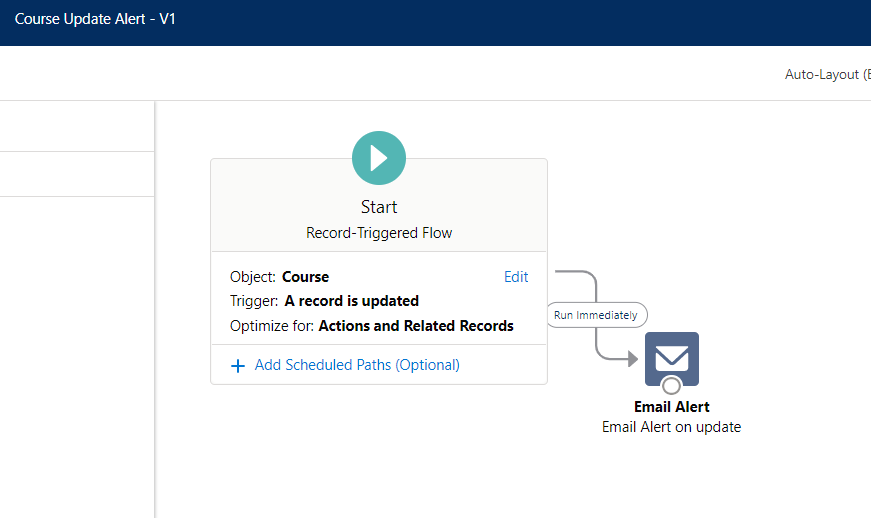 Course Update Alert - V1
Auto-Layout (
Start
Record-Triggered Flow
Object: Course Edit
Trigger: A record is updated
Optimize for: Actions and Related Records
Run Immediately
+ Add Scheduled Paths (Optional)
Email Alert
Email Alert on update